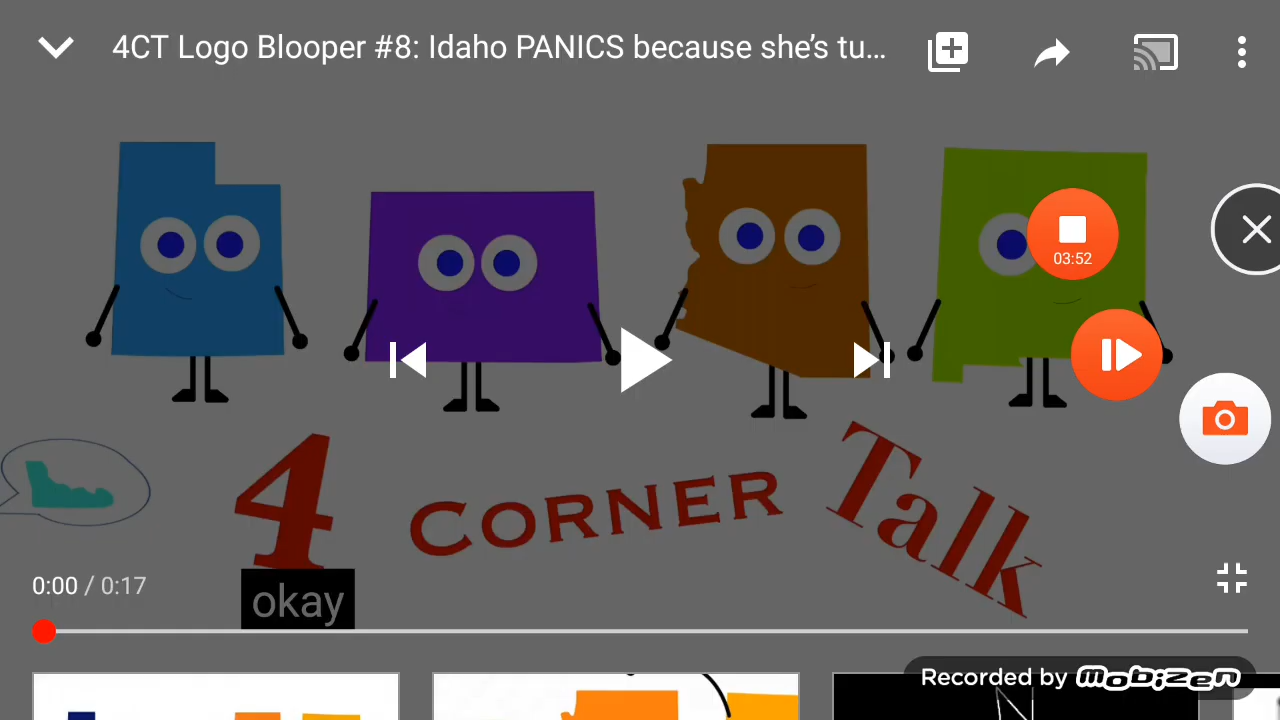 4CT Logo Blooper #8: Idaho PANICS because she’s tu...
03:52
4 CORNER Talk
0:00 / 0:17
okay
Recorded by mobizen